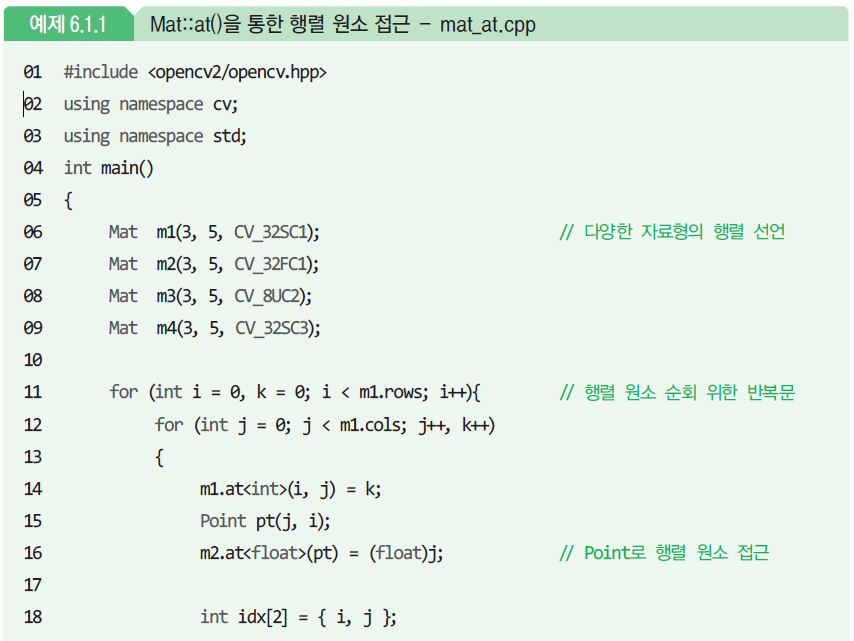 예제 6.1.1 Mat::at()을 통한 행렬 원소 접근 - mat_at.cpp
01 #include <opencv2/opencv.hpp>
02 using namespace cv;
03 using namespace std;
04 int main()
05 {
06 Mat m1(3, 5, CV_32SC1); // 다양한 자료형의 행렬 선언
07 Mat m2(3, 5, CV_32FC1);
08 Mat m3(3, 5, CV_8UC2);
09 Mat m4(3, 5, CV_32SC3);
10
11 for (int i = 0, k = 0; i < m1.rows; i++){ // 행렬 원소 순회 위한 반복문
12 for (int j = 0; j < m1.cols; j++, k++)
13 {
14 m1.at<int>(i, j) = k;
15 Point pt(j, i);
16 m2.at<float>(pt) = (float)j; // Point로 행렬 원소 접근
17
18 int idx[2] = { i, j };